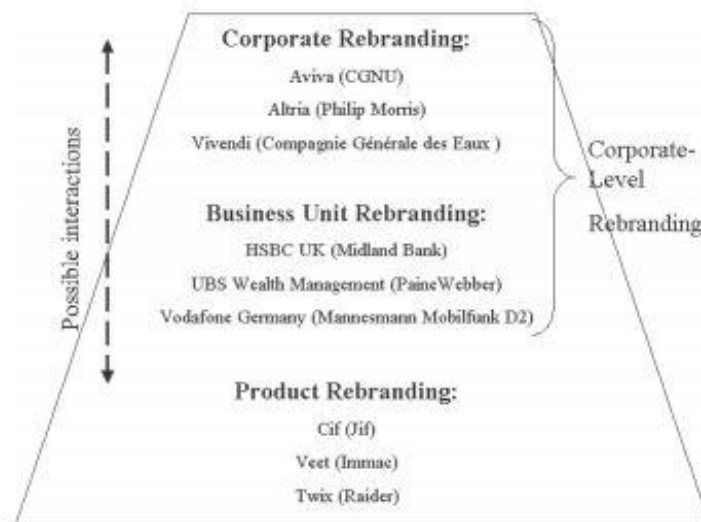 Corporate Rebranding:
Aviva (CGNU)
Altria (Philip Morris)
Vivendi (Compagnie Générale des Eaux )
Business Unit Rebranding:
HSBC UK (Midland Bank)
UBS Wealth Management (PaineWebber)
Vodafone Germany (Mannesmann Mobilfunk D2)
Product Rebranding:
Cif (Jif)
Veet (Immac)
Twix (Raider)
Possible interactions
Corporate-
Level
Rebranding